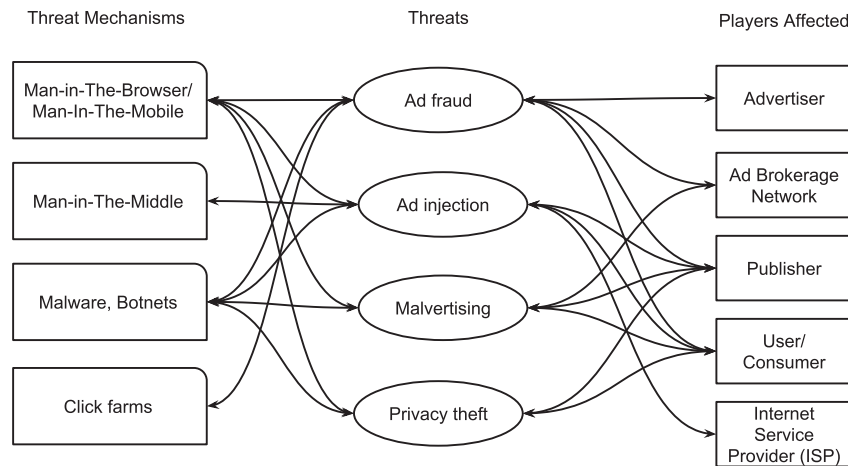 Threat Mechanisms
Threats
Players Affected
Man-in-The-Browser/
Man-In-The-Mobile
Man-in-The-Middle
Malware, Botnets
Click farms
Ad fraud
Ad injection
Malvertising
Privacy theft
Advertiser
Ad Brokerage
Network
Publisher
User/
Consumer
Internet
Service
Provider (ISP)